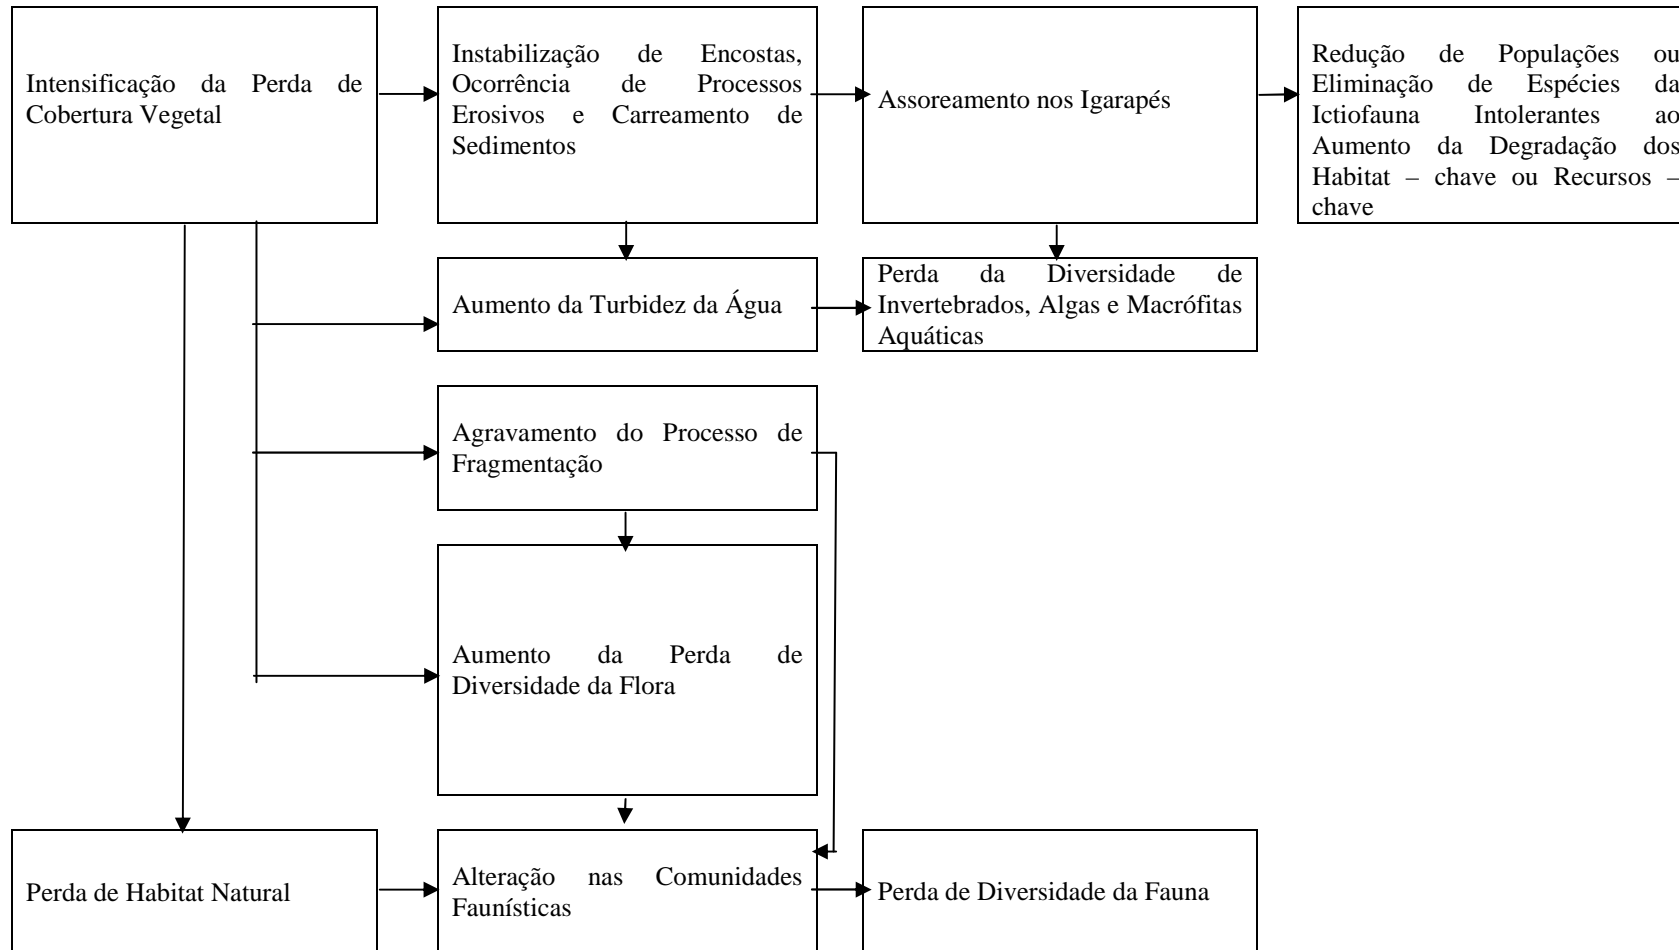 Intensificação da Perda de
Cobertura Vegetal
Instabilização de Encostas,
Ocorrência de Processos
Erosivos e Carreamento de
Sedimentos
Assoreamento nos Igarapés
Redução de Populações ou
Eliminação de Espécies da
Ictiofauna Intolerantes ao
Aumento da Degradação dos
Habitat – chave ou Recursos –
chave
Aumento da Turbidez da Água
Perda da Diversidade de
Invertebrados, Algas e Macrófitas
Aquáticas
Agravamento do Processo de
Fragmentação
Aumento da Perda de
Diversidade da Flora
Perda de Habitat Natural
Alteração nas Comunidades
Faunísticas
Perda de Diversidade da Fauna